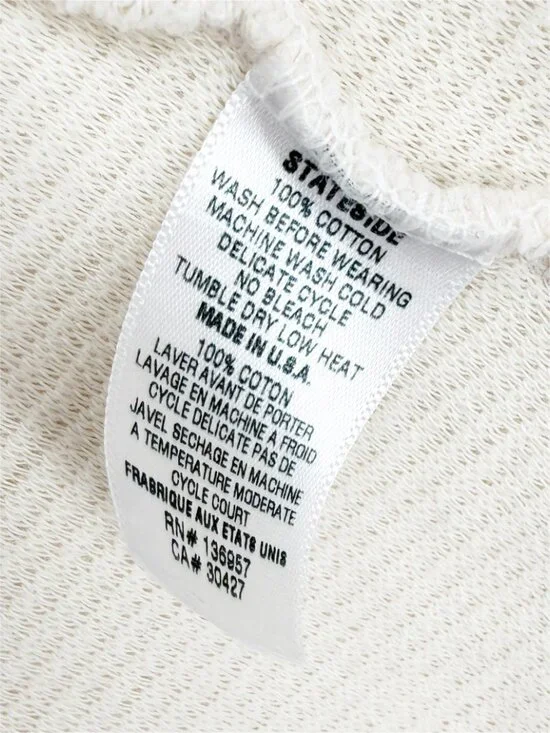 STATESIDE
100% COTTON
WASH BEFORE WEARING
MACHINE WASH COLD
DELICATE CYCLE
NO BLEACH
TUMBLE DRY LOW HEAT
MADE IN U.S.A.
100% COTON
LAVER AVANT DE PORTER
LAVAGE EN MACHINE A FROID
CYCLE DELICATE PAS DE
JAVEL SECHAGE EN MACHINE
A TEMPERATURE MODERATE
CYCLE COURT
FRABRIQUE AUX ETATS UNIS
RN# 136957
CA# 30427